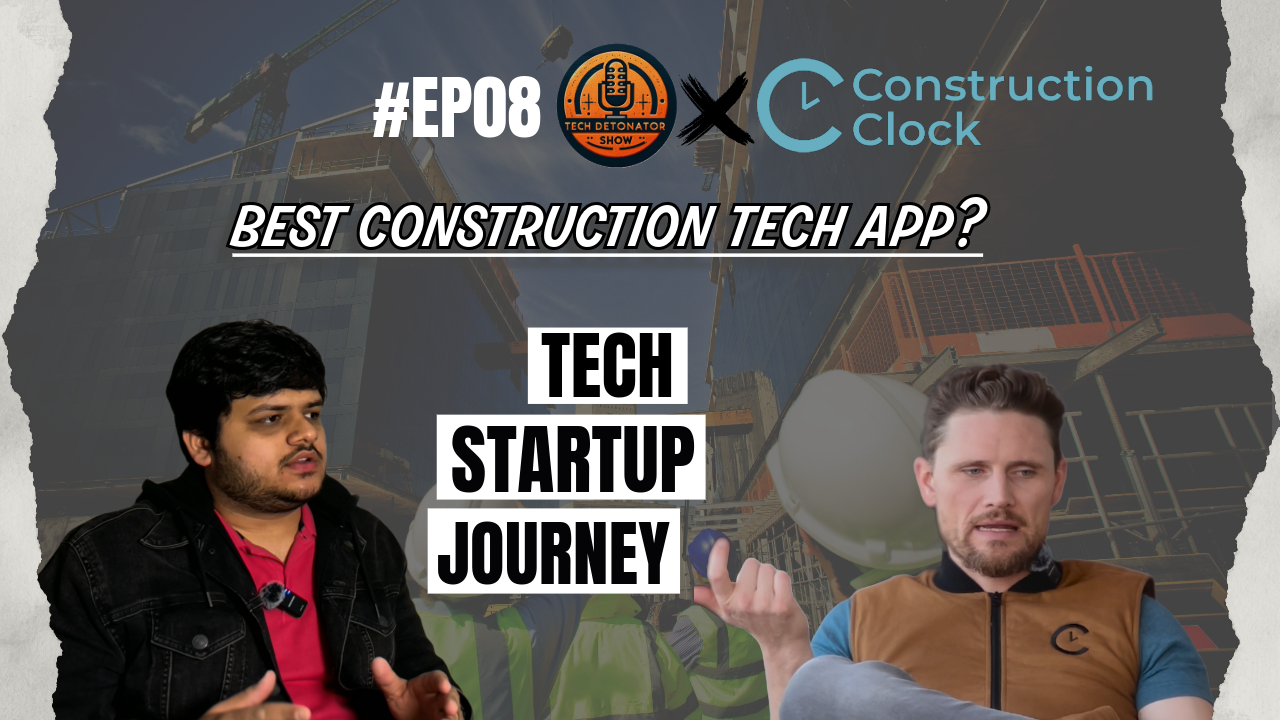 #EP08
TECH DETONATOR
SHOW
X
Construction
Clock
BEST CONSTRUCTION TECH APP?
TECH
STARTUP
JOURNEY